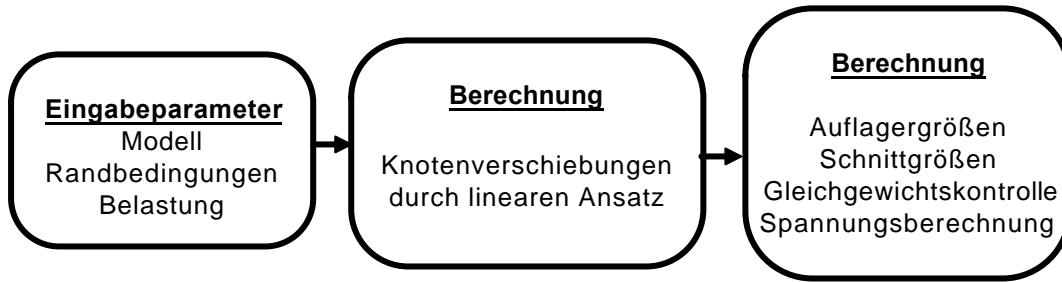 Eingabeparameter
Modell
Randbedingungen
Belastung
Berechnung
Knotenverschiebungen
durch linearen Ansatz
Berechnung
Auflagergrößen
Schnittgrößen
Gleichgewichtskontrolle
Spannungsberechnung